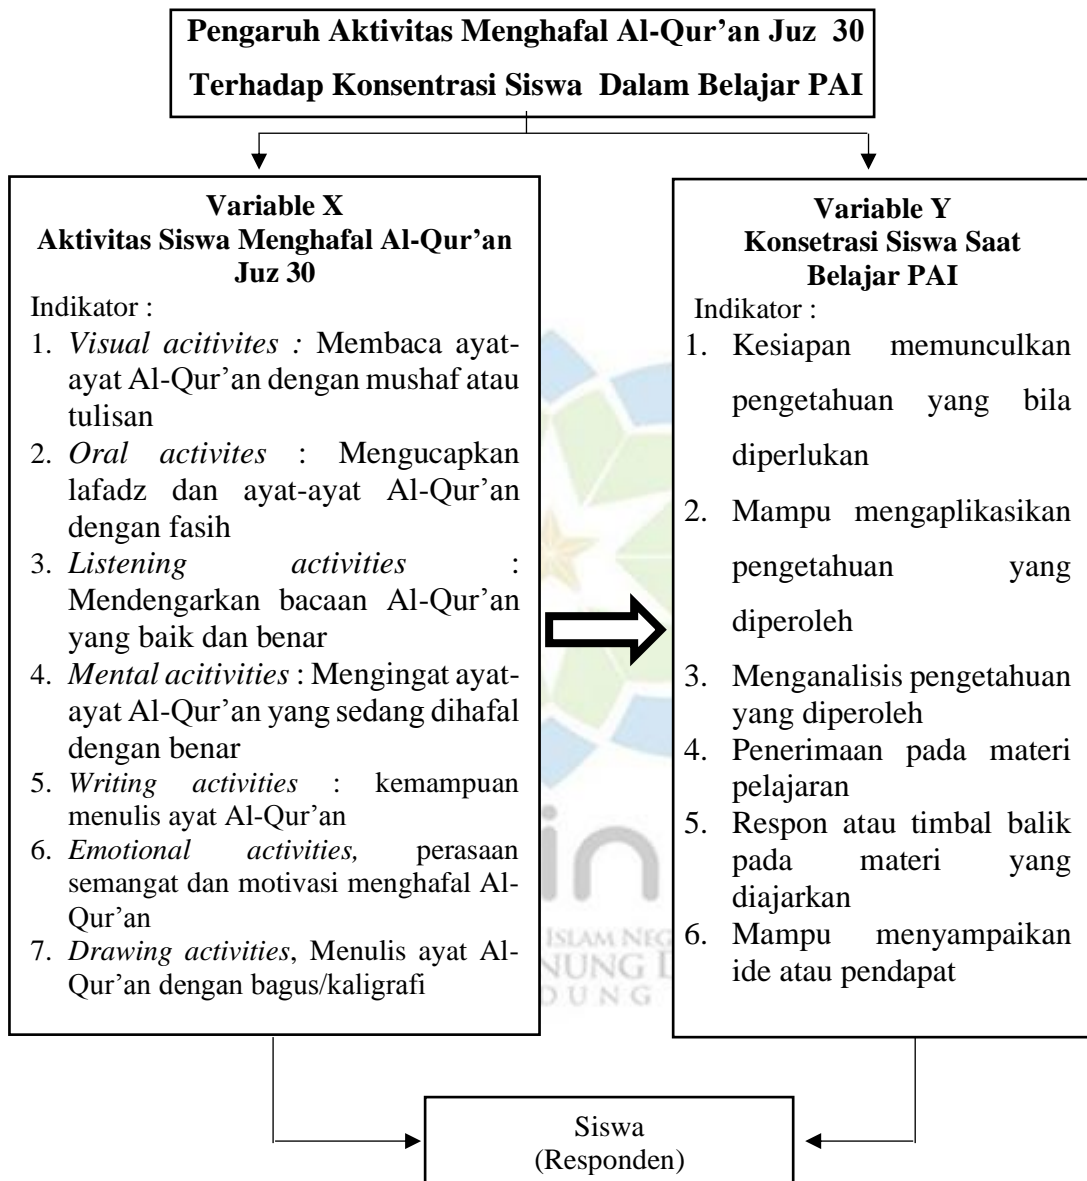 Pengaruh Aktivitas Menghafal Al-Qur’an Juz 30
Terhadap Konsentrasi Siswa Dalam Belajar PAI
Variable X
Aktivitas Siswa Menghafal Al-Qur’an
Juz 30
Indikator :
1. Visual acitivites : Membaca ayat-
ayat Al-Qur’an dengan mushaf atau
tulisan
2. Oral activites : Mengucapkan
lafadz dan ayat-ayat Al-Qur’an
dengan fasih
3. Listening activities :
Mendengarkan bacaan Al-Qur’an
yang baik dan benar
4. Mental acitivities : Mengingat ayat-
ayat Al-Qur’an yang sedang dihafal
dengan benar
5. Writing activities : kemampuan
menulis ayat Al-Qur’an
6. Emotional activities, perasaan
semangat dan motivasi menghafal Al-
Qur’an
7. Drawing activities, Menulis ayat Al-
Qur’an dengan bagus/kaligrafi
Variable Y
Konsetrasi Siswa Saat
Belajar PAI
Indikator :
1. Kesiapan memunculkan
pengetahuan yang bila
diperlukan
2. Mampu mengaplikasikan
pengetahuan yang
diperoleh
3. Menganalisis pengetahuan
yang diperoleh
4. Penerimaan pada materi
pelajaran
5. Respon atau timbal balik
pada materi yang
diajarkan
6. Mampu menyampaikan
ide atau pendapat
in
ISLAM NEG
NUNG D
DUNG
Siswa
(Responden)